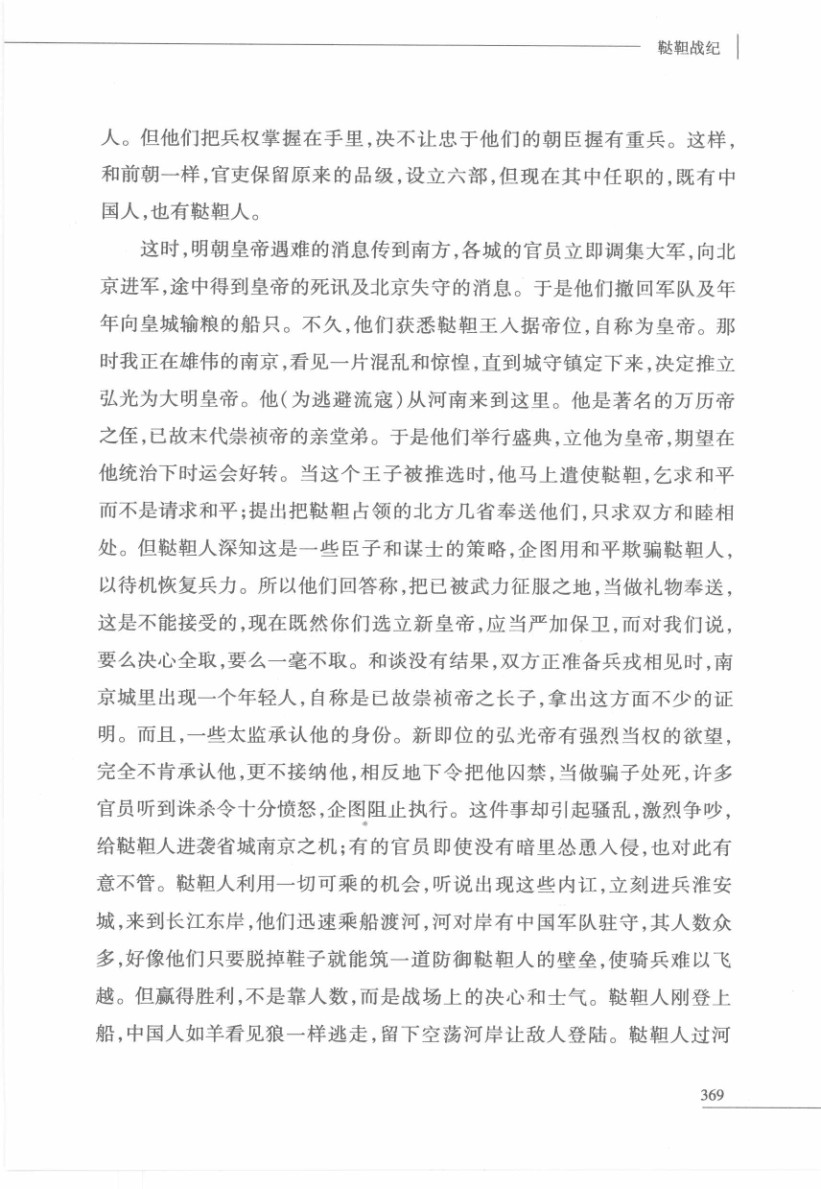 鞑靼战纪
人。但他们把兵权掌握在手里,决不让忠于他们的朝臣握有重兵。这样,
和前朝一样,官吏保留原来的品级,设立六部,但现在其中任职的,既有中
国人,也有鞑靼人。
这时,明朝皇帝遇难的消息传到南方,各城的官员立即调集大军,向北
京进军,途中得到皇帝的死讯及北京失守的消息。于是他们撤回军队及年
年向皇城输粮的船只。不久,他们获悉鞑靼王入据帝位,自称为皇帝。那
时我正在雄伟的南京,看见一片混乱和惊惶,直到城守镇定下来,决定推立
弘光为大明皇帝。他(为逃避流寇)从河南来到这里。他是著名的万历帝
之侄,已故末代崇祯帝的亲堂弟。于是他们举行盛典,立他为皇帝,期望在
他统治下时运会好转。当这个王子被推选时,他马上遣使鞑靼,乞求和平
而不是请求和平;提出把鞑靼占领的北方几省奉送他们,只求双方和睦相
处。但鞑靼人深知这是一些臣子和谋士的策略,企图用和平欺骗鞑靼人,
以待机恢复兵力。所以他们回答称,把已被武力征服之地,当做礼物奉送,
这是不能接受的,现在既然你们选立新皇帝,应当严加保卫,而对我们说,
要么决心全取,要么一毫不取。和谈没有结果,双方正准备兵戎相见时,南
京城里出现一个年轻人,自称是已故崇祯帝之长子,拿出这方面不少的证
明。而且,一些太监承认他的身份。新即位的弘光帝有强烈当权的欲望,
完全不肯承认他,更不接纳他,相反地下令把他囚禁,当做骗子处死,许多
官员听到诛杀令十分愤怒,企图阻止执行。这件事却引起骚乱,激烈争吵,
给鞑靼人进袭省城南京之机;有的官员即使没有暗里怂恿入侵,也对此有
意不管。鞑靼人利用一切可乘的机会,听说出现这些内讧,立刻进兵淮安
城,来到长江东岸,他们迅速乘船渡河,河对岸有中国军队驻守,其人数众
多,好像他们只要脱掉鞋子就能筑一道防御鞑靼人的壁垒,使骑兵难以飞
越。但赢得胜利,不是靠人数,而是战场上的决心和士气。鞑靼人刚登上
船,中国人如羊看见狼一样逃走,留下空荡河岸让敌人登陆。鞑靼人过河
369